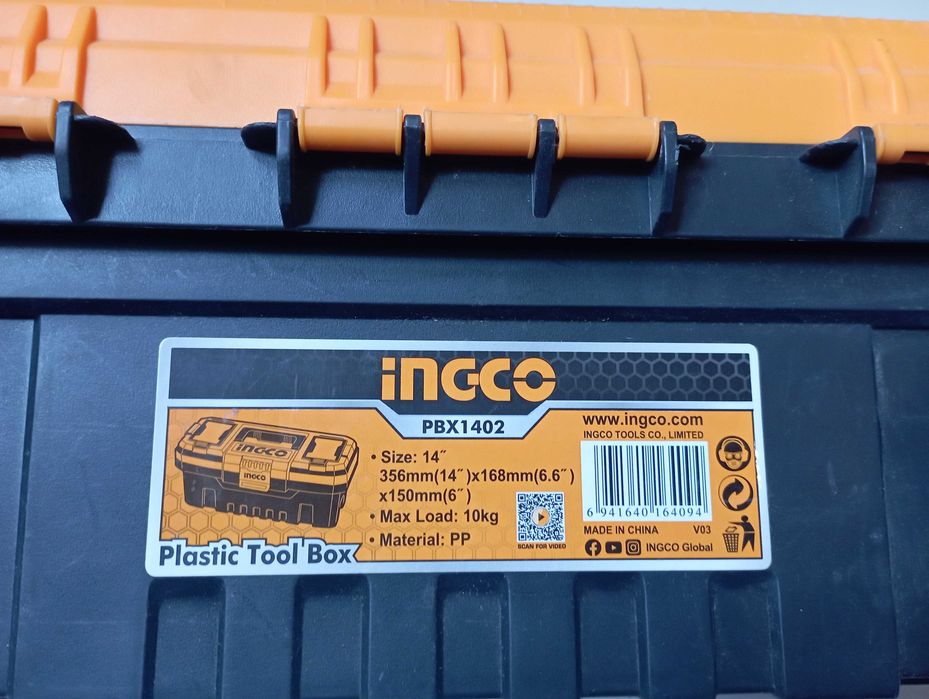 INGCO
PBX1402
INGCO
INGCO
Plastic Tool Box
• Size: 14″
356mm(14″)x168mm(6.6″)
x150mm(6″)
• Max Load: 10kg
• Material: PP
SCAN FOR VIDEO
www.ingco.com
INGCO TOOLS CO., LIMITED
6 941640 164094
MADE IN CHINA V03
INGCO Global